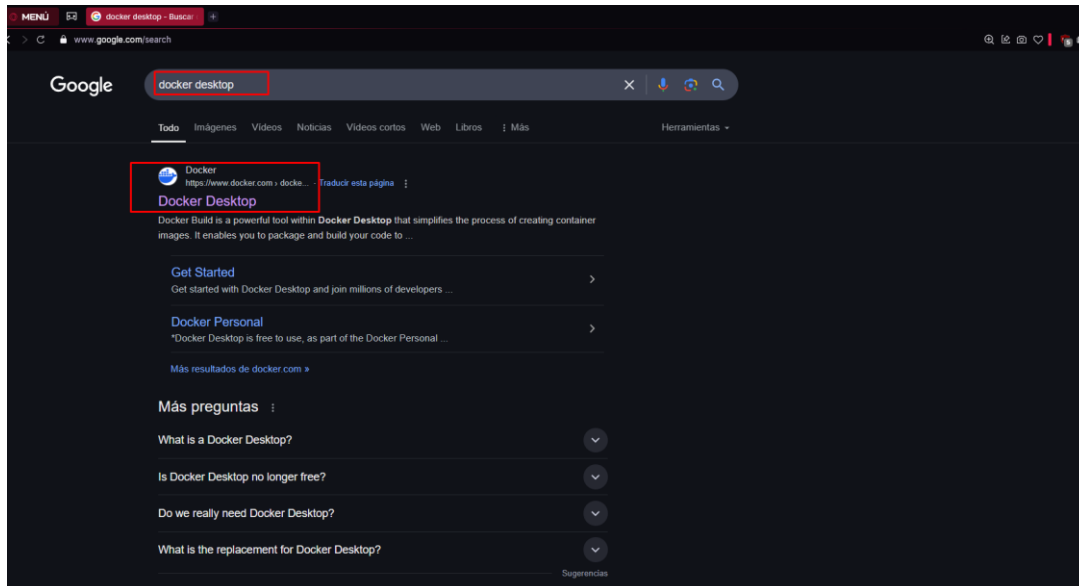 MENÚ
docker desktop - Buscar
www.google.com/search
Google
docker desktop
Todo Imágenes Vídeos Noticias Vídeos cortos Web Libros Más
Herramientas
Docker
https://www.docker.com › docke... · Traducir esta página
Docker Desktop
Docker Build is a powerful tool within Docker Desktop that simplifies the process of creating container
images. It enables you to package and build your code to ...
Get Started
Get started with Docker Desktop and join millions of developers ...
Docker Personal
*Docker Desktop is free to use, as part of the Docker Personal ...
Más resultados de docker.com »
Más preguntas
What is a Docker Desktop?
Is Docker Desktop no longer free?
Do we really need Docker Desktop?
What is the replacement for Docker Desktop?
Sugerencias